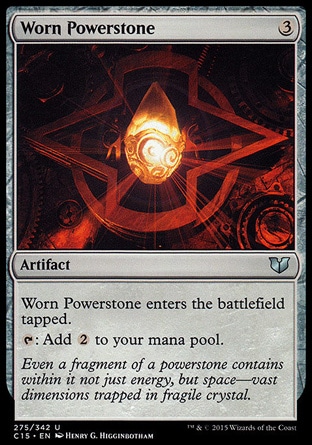 Worn Powerstone 3
Artifact
Worn Powerstone enters the battlefield
tapped.
: Add 2 to your mana pool.
Even a fragment of a powerstone contains
within it not just energy, but space—vast
dimensions trapped in fragile crystal.
275/342 U
C15 • EN Henry G. Higginbotham
™ & © 2015 Wizards of the Coast